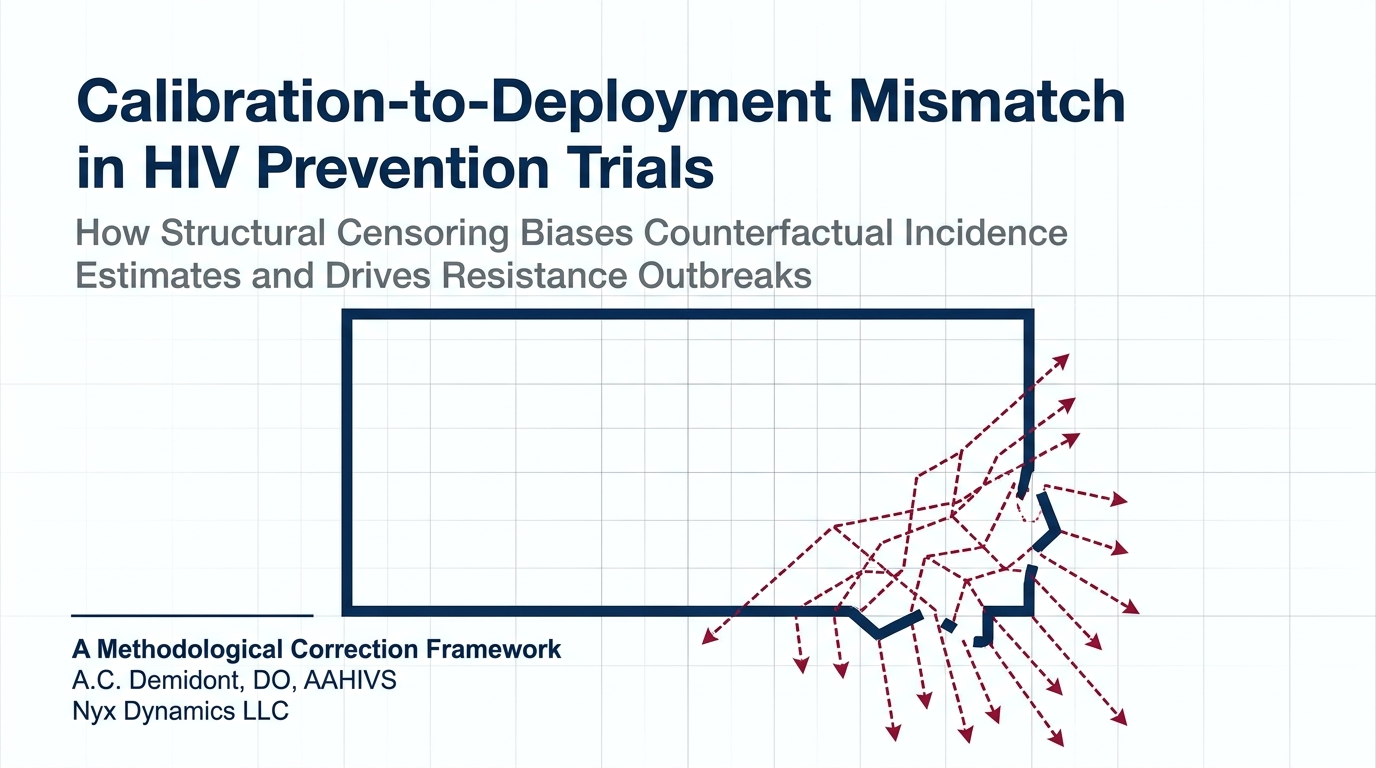 Calibration-to-Deployment Mismatch
in HIV Prevention Trials
How Structural Censoring Biases Counterfactual Incidence
Estimates and Drives Resistance Outbreaks
A Methodological Correction Framework
A.C. Demidont, DO, AAHIVS
Nyx Dynamics LLC